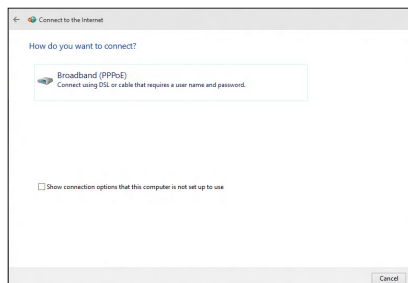 Connect to the Internet
How do you want to connect?
Broadband (PPPoE)
Connect using DSL or cable that requires a user name and password.
Show connection options that this computer is not set up to use
Cancel